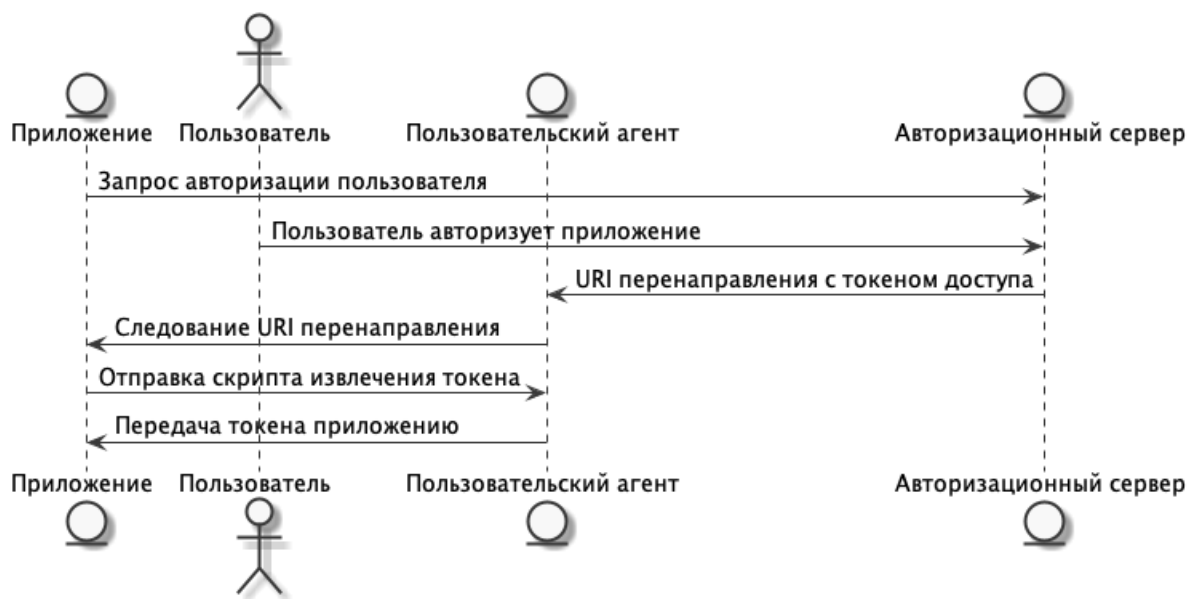 Приложение Пользователь Пользовательский агент Авторизационный сервер
Запрос авторизации пользователя
Пользователь авторизует приложение
URI перенаправления с токеном доступа
Следование URI перенаправления
Отправка скрипта извлечения токена
Передача токена приложению
Приложение Пользователь Пользовательский агент Авторизационный сервер